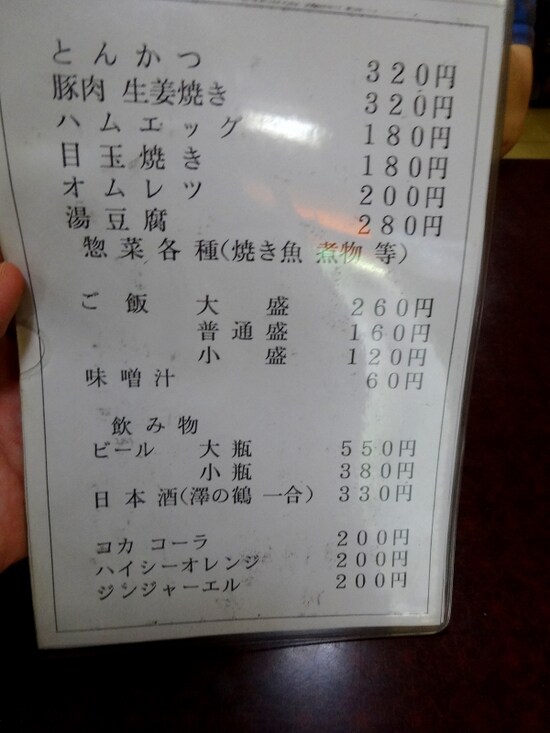 とんかつ 320円
豚肉 生姜焼き 320円
ハムエッグ 180円
目玉焼き 180円
オムレツ 200円
湯豆腐 280円
惣菜各種(焼き魚 煮物 等)
ご飯 大盛 260円
普通盛 160円
小盛 120円
味噌汁 60円
飲み物
ビール 大瓶 550円
小瓶 380円
日本酒(澤の鶴 一合) 330円
コカ コーラ 200円
ハイシーオレンジ 200円
ジンジャーエル 200円